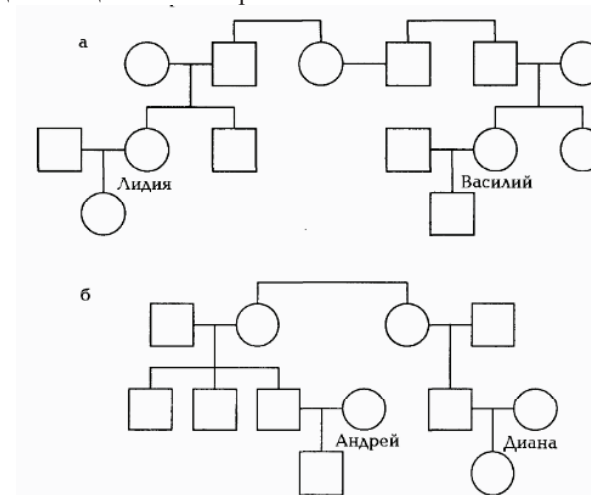 а
Лидия
Василий
б
Андрей
Диана